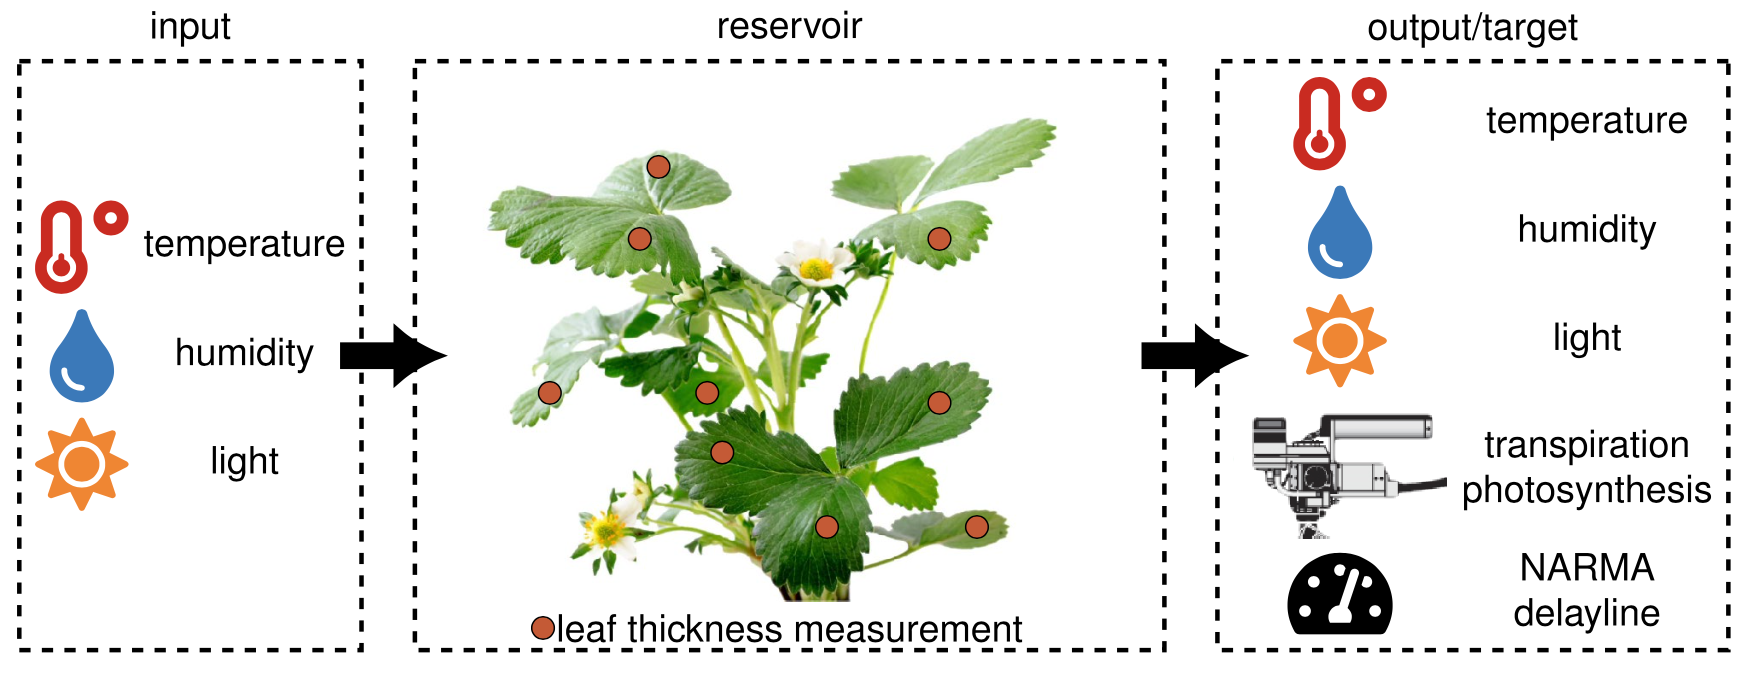 input
temperature
humidity
light
reservoir
leaf thickness measurement
output/target
temperature
humidity
light
transpiration
photosynthesis
NARMA
delayline